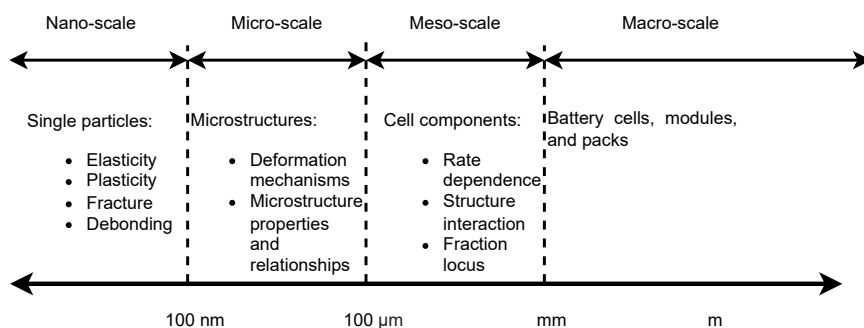 Nano-scale
Micro-scale
Meso-scale
Macro-scale
Single particles:
• Elasticity
• Plasticity
• Fracture
• Debonding
Microstructures:
• Deformation
mechanisms
• Microstructure
properties
and
relationships
Cell components:
• Rate
dependence
• Structure
interaction
• Fraction
locus
Battery cells, modules,
and packs
100 nm
100 µm
mm
m